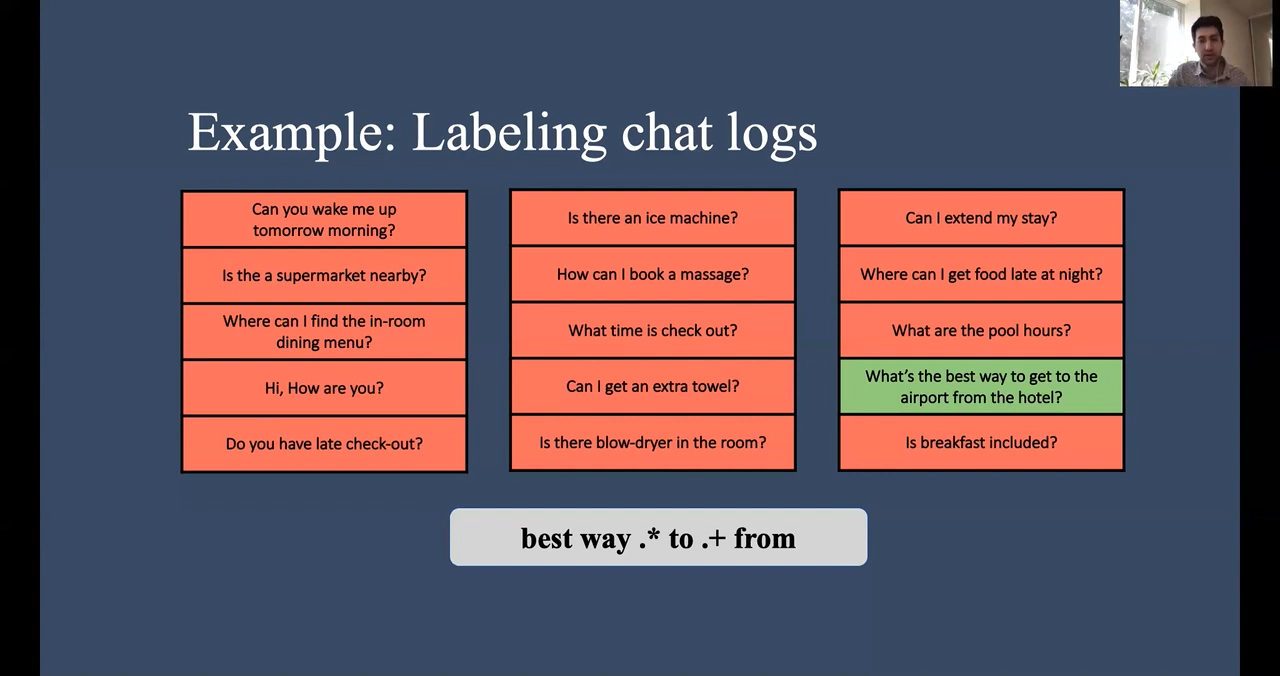 Example: Labeling chat logs
Can you wake me up
tomorrow morning?
Is the a supermarket nearby?
Where can I find the in-room
dining menu?
Hi, How are you?
Do you have late check-out?
Is there an ice machine?
How can I book a massage?
What time is check out?
Can I get an extra towel?
Is there blow-dryer in the room?
Can I extend my stay?
Where can I get food late at night?
What are the pool hours?
What’s the best way to get to the
airport from the hotel?
Is breakfast included?
best way .* to .+ from